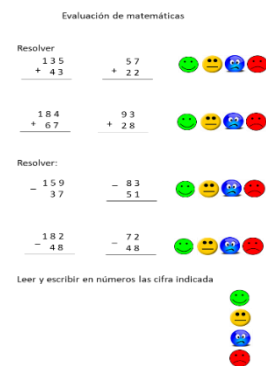 Evaluación de matemáticas
Resolver
135 57
+ 43 + 22
184 93
+ 67 + 28
Resolver:
– 159 – 83
37 51
182 72
– 48 – 48
Leer y escribir en números las cifra indicada